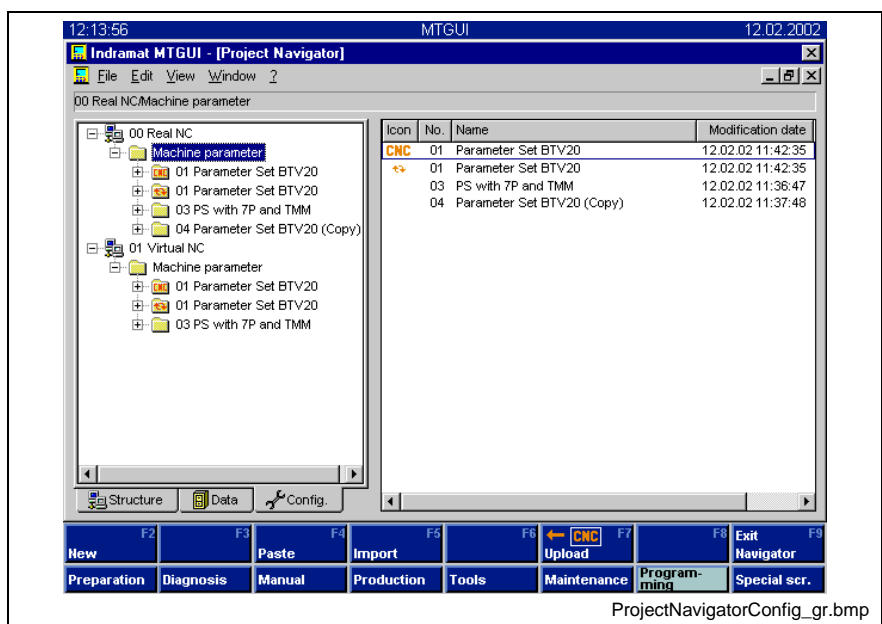 12:13:56 MTGUI 12.02.2002
Indramat MTGUI - [Project Navigator]
File Edit View Window ?
00 Real NC/Machine parameter
00 Real NC
Machine parameter
CNC 01 Parameter Set BTV20
01 Parameter Set BTV20
03 PS with 7P and TMM
04 Parameter Set BTV20 (Copy)
01 Virtual NC
Machine parameter
CNC 01 Parameter Set BTV20
01 Parameter Set BTV20
03 PS with 7P and TMM
Structure Data Config.
Icon No. Name Modification date
CNC 01 Parameter Set BTV20 12.02.02 11:42:35
01 Parameter Set BTV20 12.02.02 11:42:35
03 PS with 7P and TMM 12.02.02 11:36:47
04 Parameter Set BTV20 (Copy) 12.02.02 11:37:48
F2 F3 F4 F5 F6 CNC F7 F8 Exit F9
New Paste Import Upload Navigator
Preparation Diagnosis Manual Production Tools Maintenance Program- Special scr.
ming
ProjectNavigatorConfig_gr.bmp